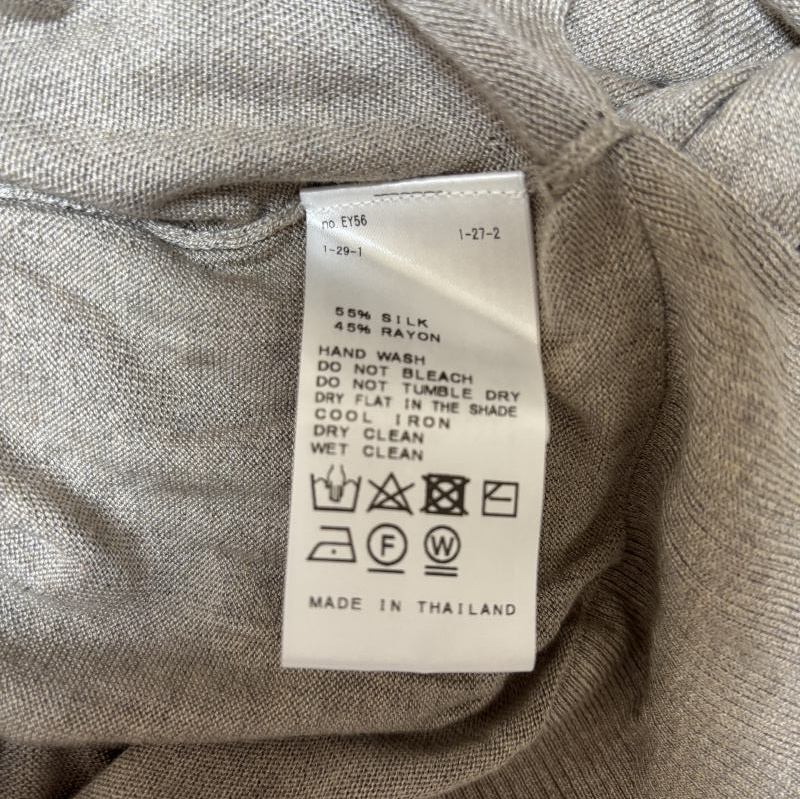 no. EY56
1-27-2
1-29-1
55% SILK
45% RAYON
HAND WASH
DO NOT BLEACH
DO NOT TUMBLE DRY
DRY FLAT IN THE SHADE
COOL IRON
DRY CLEAN
WET CLEAN
F W
MADE IN THAILAND